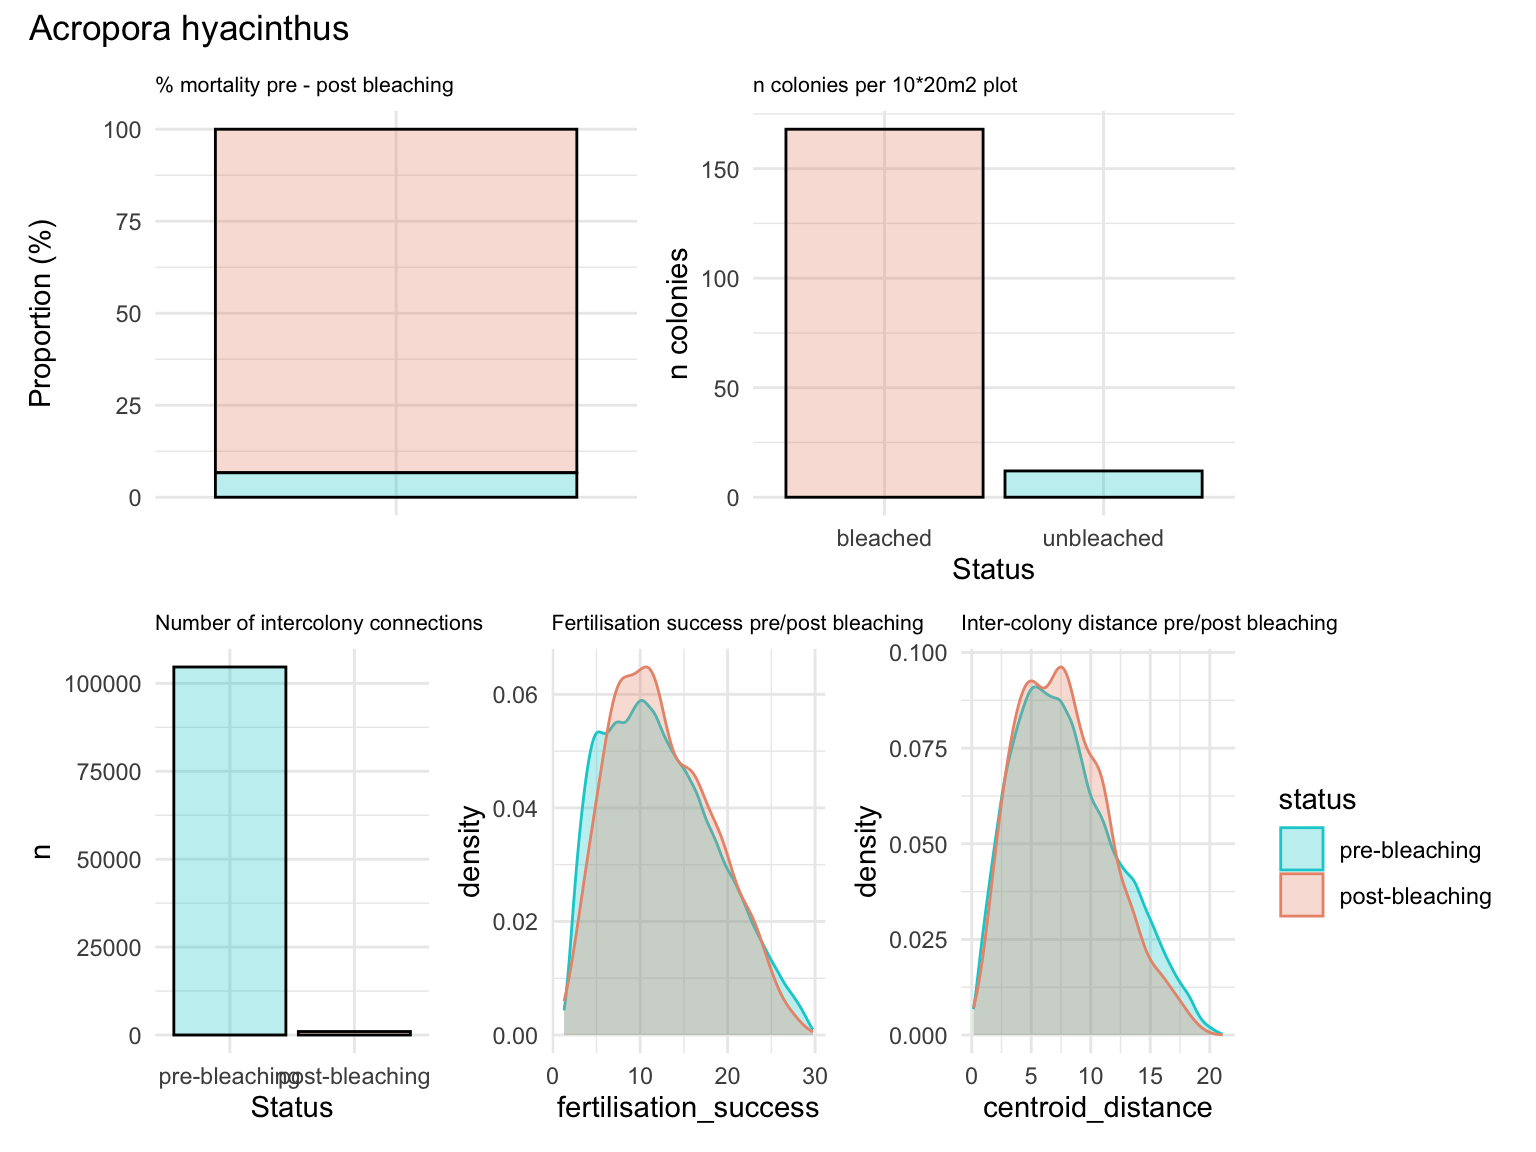 Acropora hyacinthus
% mortality pre - post bleaching
100
75
50
25
0
Proportion (%)
n colonies per 10*20m2 plot
150
100
50
0
n colonies
bleached unbleached
Status
Number of intercolony connections
100000
75000
50000
25000
0
n
pre-bleaching post-bleaching
Status
Fertilisation success pre/post bleaching
0.06
0.04
0.02
0.00
density
0 10 20 30
fertilisation_success
Inter-colony distance pre/post bleaching
0.100
0.075
0.050
0.025
0.000
density
0 5 10 15 20
centroid_distance
status
pre-bleaching
post-bleaching